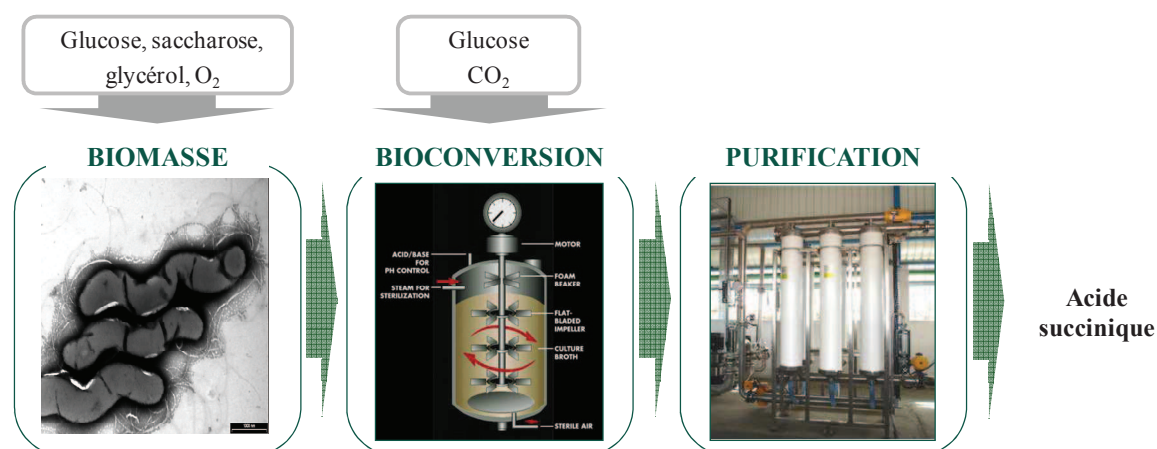 Glucose, saccharose,
glycérol, O₂
Glucose
CO₂
BIOMASSE
BIOCONVERSION
PURIFICATION
MOTOR
ACID/BASE
FOR
PH CONTROL
FOAM
BEAKER
STEAM FOR
STERILIZATION
FLAT-
BLADED
IMPELLER
CULTURE
BROTH
STERILE AIR
Acide
succinique